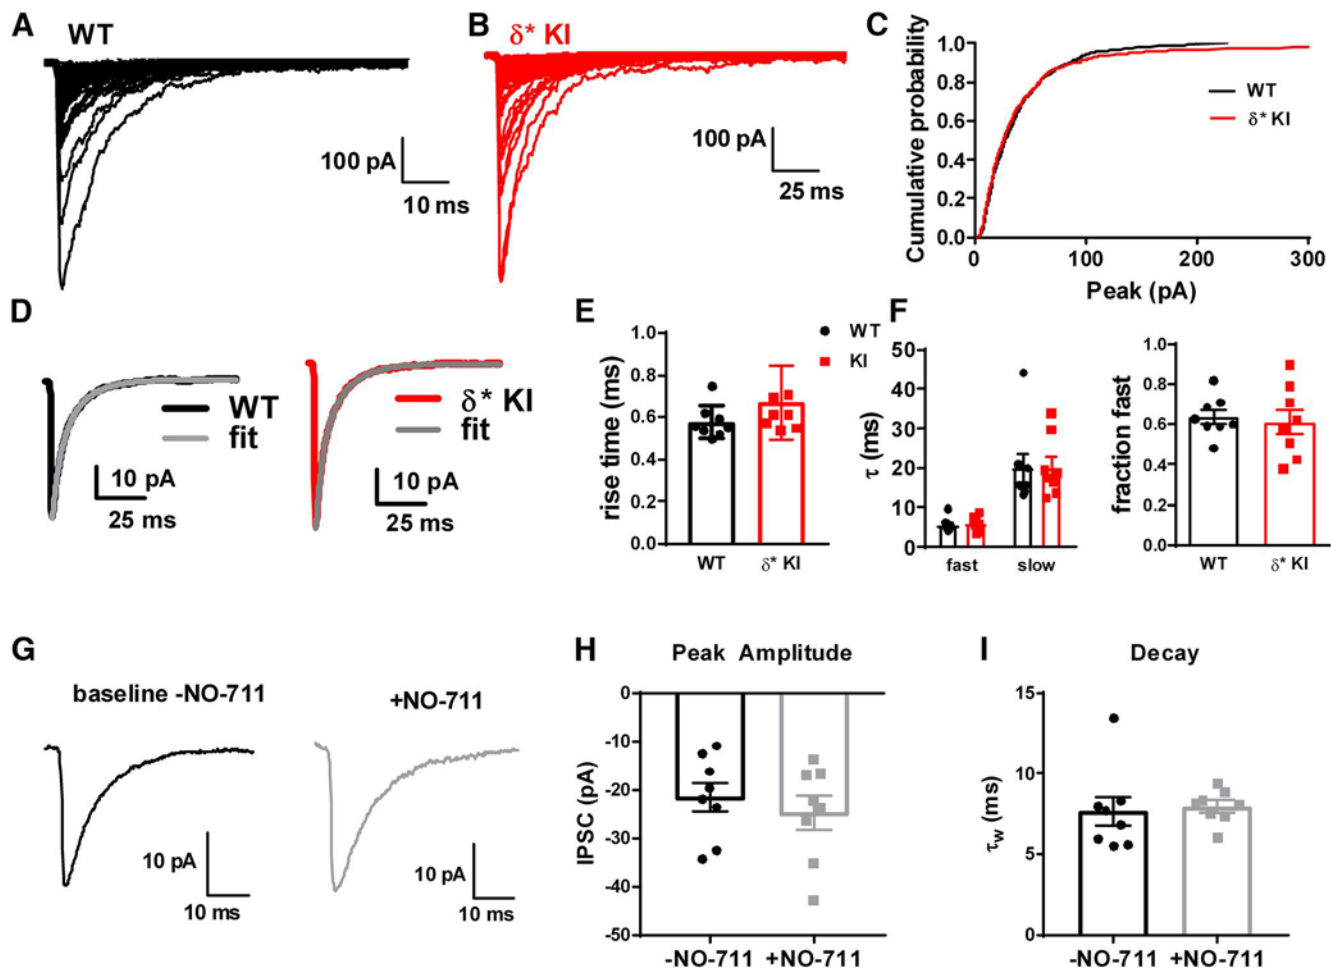 A
WT
100 pA
10 ms
B
δ* KI
100 pA
25 ms
C
Cumulative probability
1.0
0.8
0.6
0.4
0.2
0.0
0
100
200
300
Peak (pA)
WT
δ* KI
D
WT
fit
10 pA
25 ms
δ* KI
fit
10 pA
25 ms
E
rise time (ms)
1.0
0.8
0.6
0.4
0.2
0.0
WT
δ* KI
WT
KI
F
τ (ms)
50
40
30
20
10
0
fast
slow
fraction fast
1.0
0.8
0.6
0.4
0.2
0.0
WT
δ* KI
G
baseline -NO-711
10 pA
10 ms
+NO-711
10 pA
10 ms
H
Peak Amplitude
IPSC (pA)
0
-10
-20
-30
-40
-50
-NO-711
+NO-711
I
Decay
τw (ms)
15
10
5
0
-NO-711
+NO-711